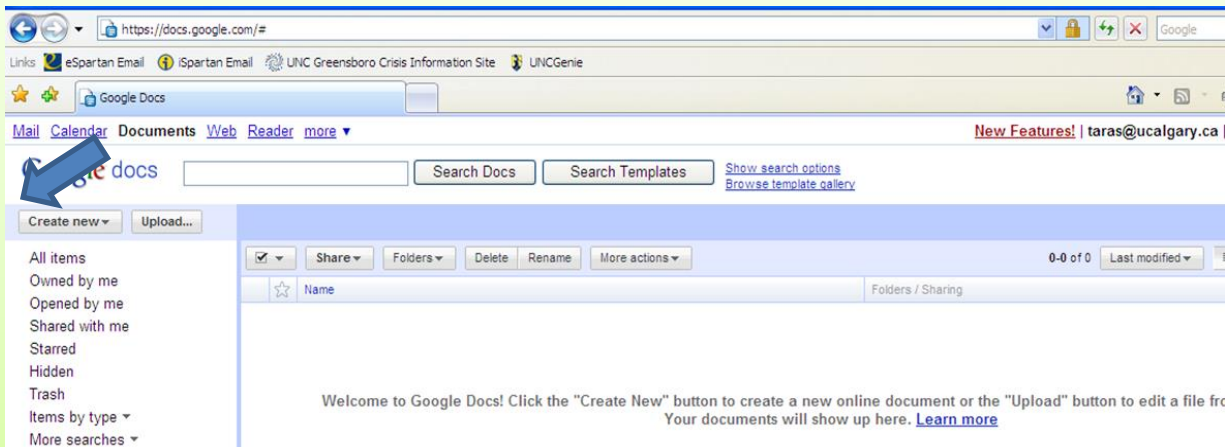 https://docs.google.com/# Google
Links eSpartan Email iSpartan Email UNC Greensboro Crisis Information Site UNCGenie
Google Docs
Mail Calendar Documents Web Reader more ▼ New Features! | taras@ucalgary.ca |
docs Search Docs Search Templates Show search options
Browse template gallery
Create new Upload...
All items Share Folders Delete Rename More actions 0-0 of 0 Last modified
Owned by me Name Folders / Sharing
Opened by me
Shared with me
Starred
Hidden
Trash
Items by type
More searches
Welcome to Google Docs! Click the "Create New" button to create a new online document or the "Upload" button to edit a file
Your documents will show up here. Learn more